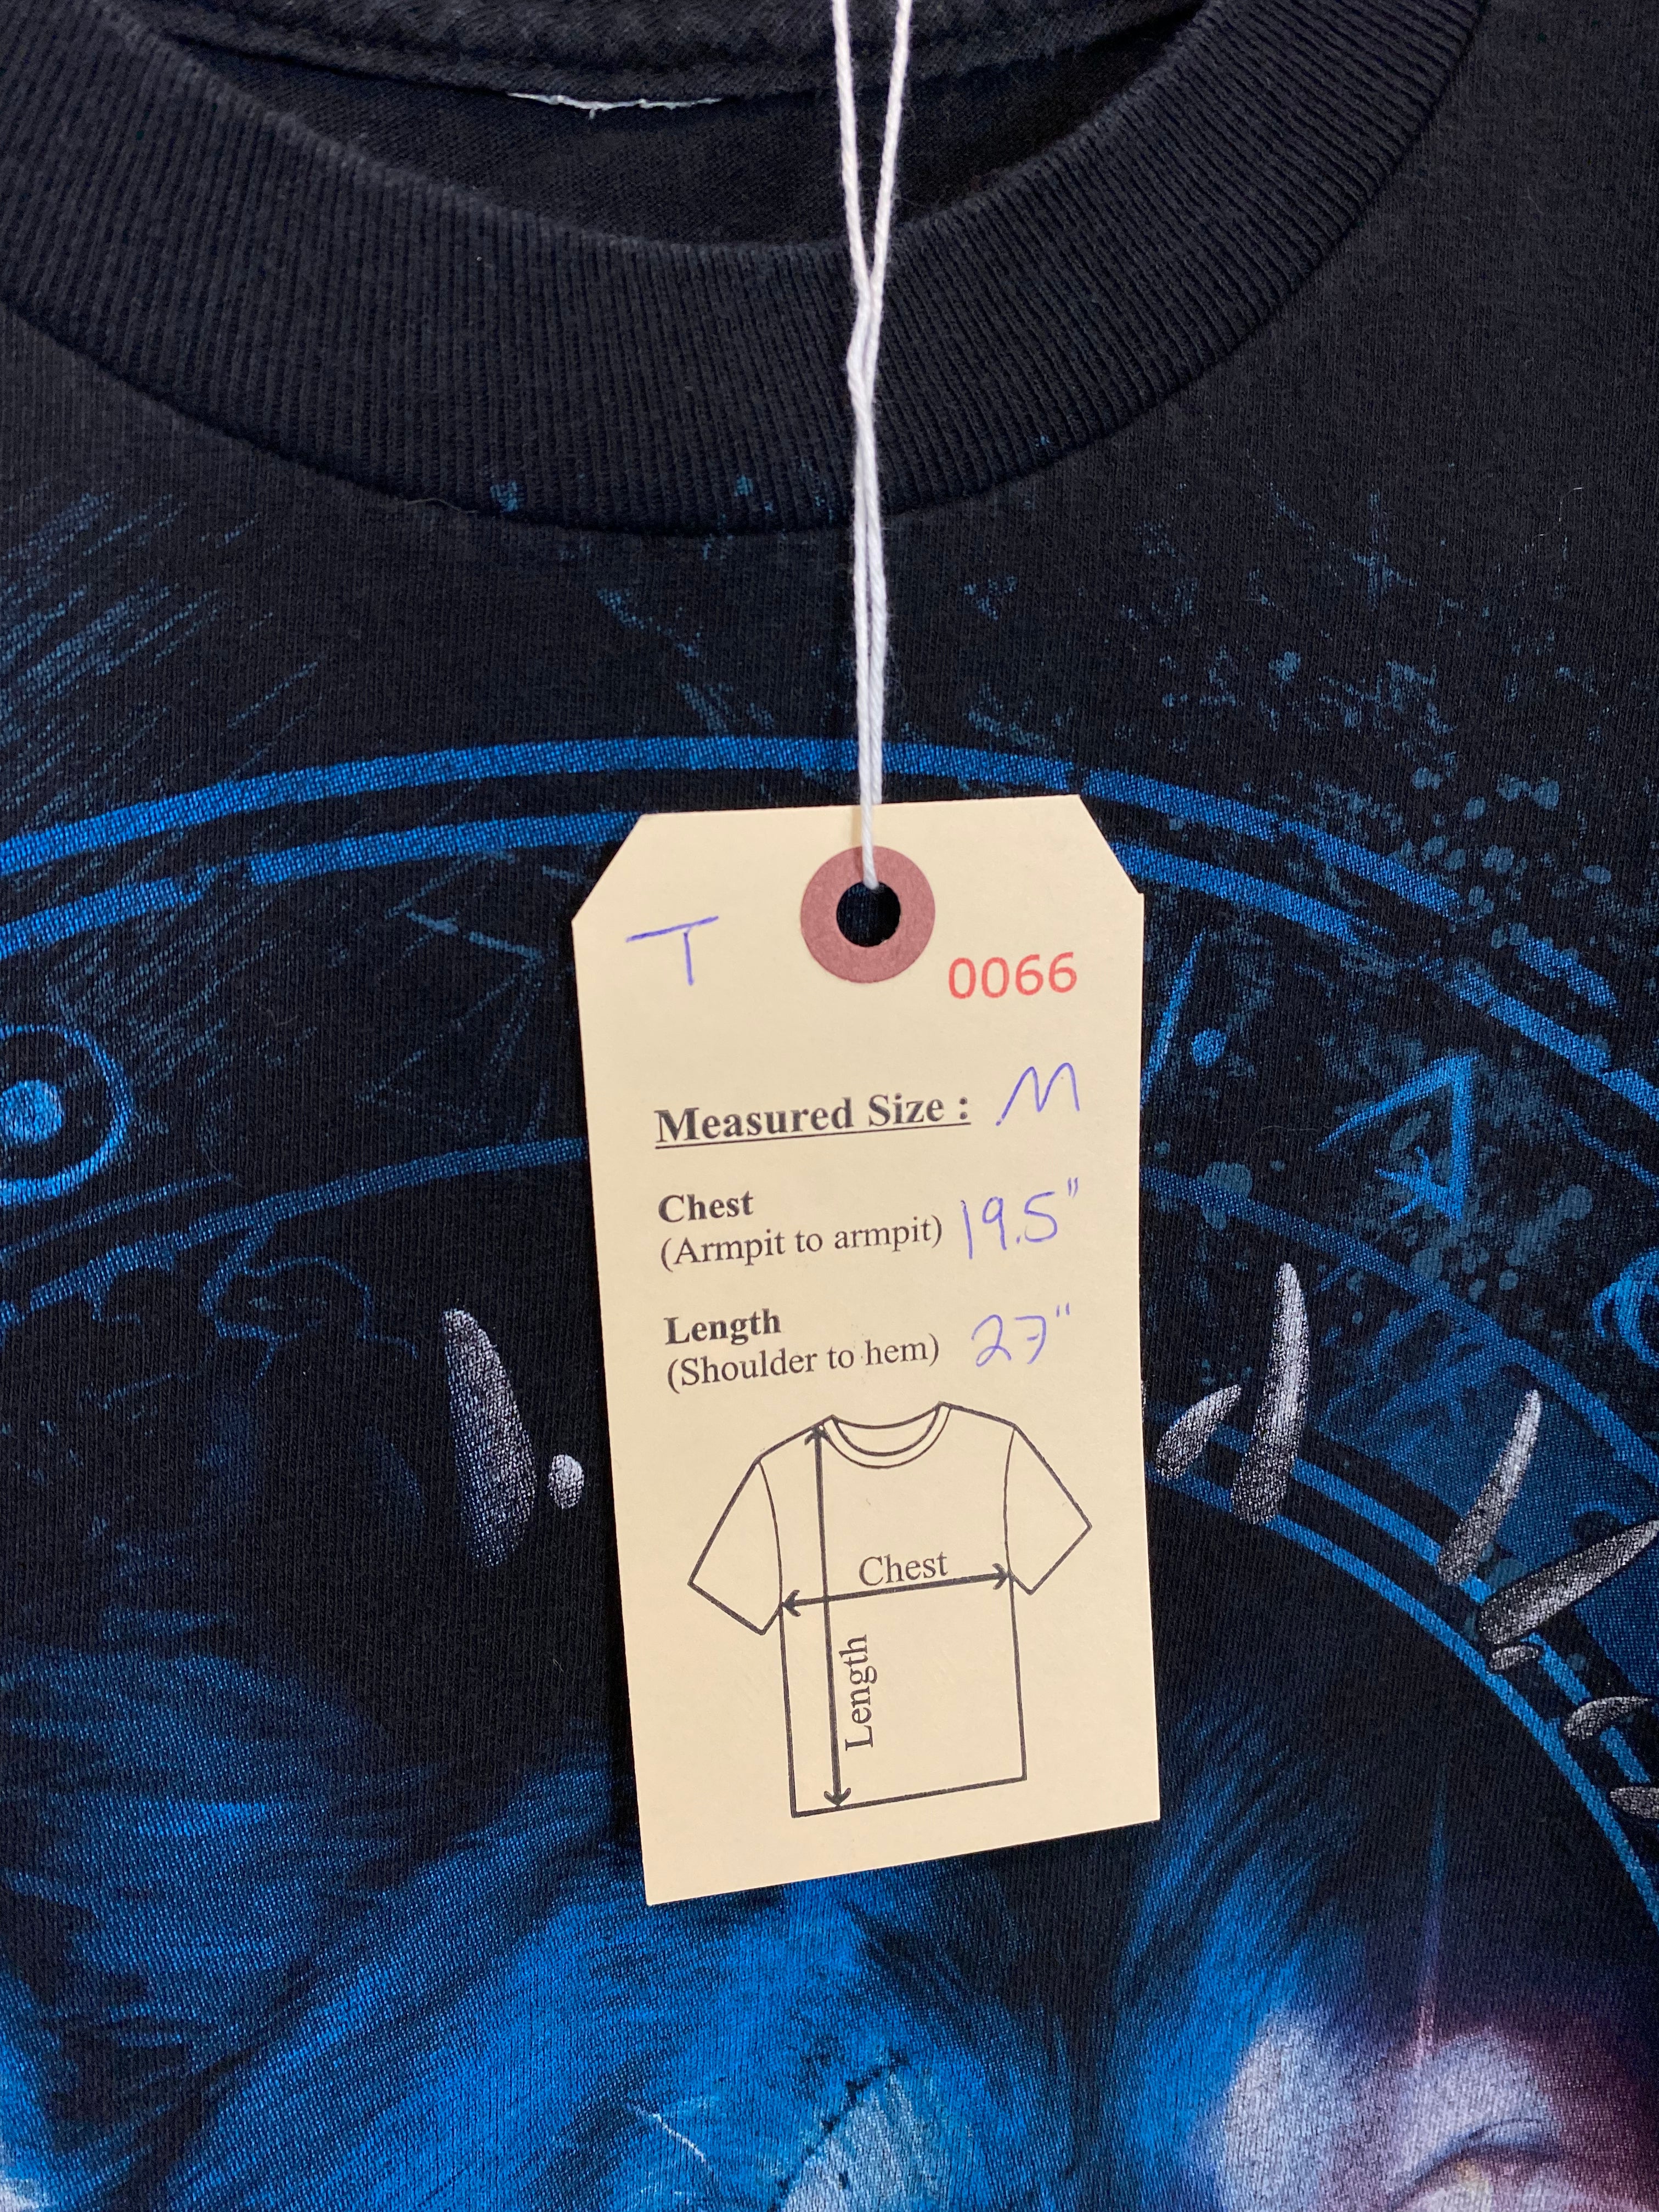 T
0066
Measured Size : M
Chest
(Armpit to armpit) 19.5"
Length
(Shoulder to hem) 27"
Chest
Length